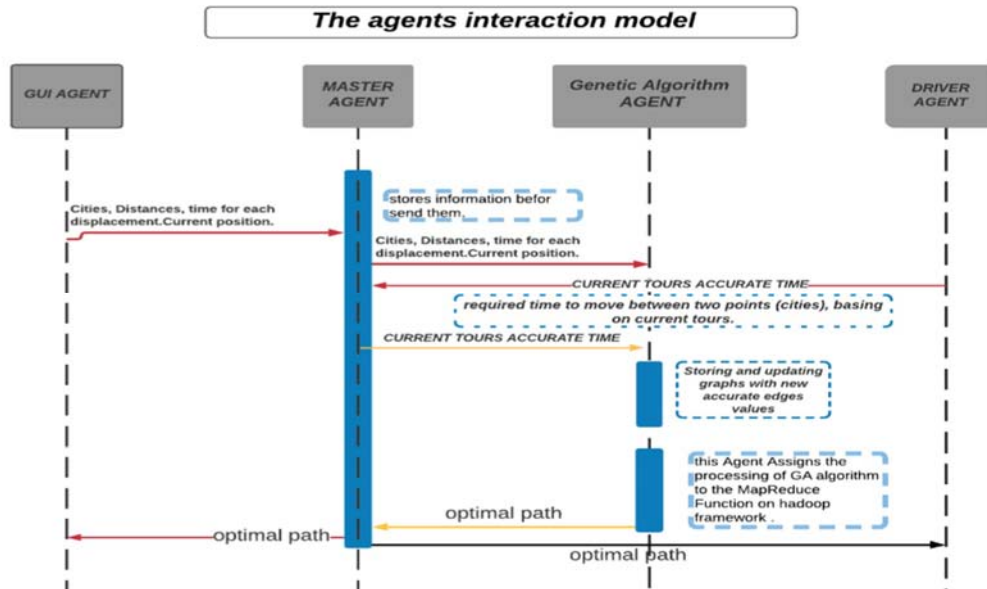 The agents interaction model
GUI AGENT
MASTER
AGENT
Genetic Algorithm
AGENT
DRIVER
AGENT
stores information befor
send them.
Cities, Distances, time for each
displacement.Current position.
Cities, Distances, time for each
displacement.Current position.
CURRENT TOURS ACCURATE TIME
required time to move between two points (cities), basing
on current tours.
CURRENT TOURS ACCURATE TIME
Storing and updating
graphs with new
accurate edges
values
this Agent Assigns the
processing of GA algorithm
to the MapReduce
Function on hadoop
framework .
optimal path
optimal path
optimal path